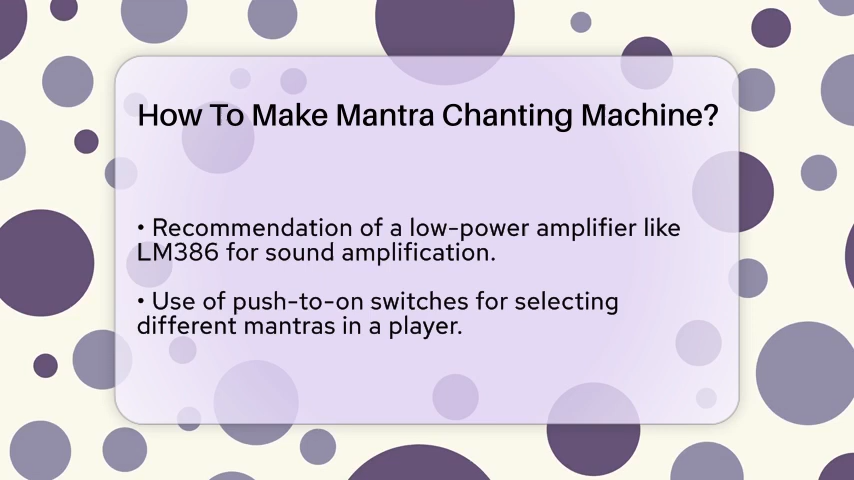 How To Make Mantra Chanting Machine?
• Recommendation of a low-power amplifier like
LM386 for sound amplification.
• Use of push-to-on switches for selecting
different mantras in a player.